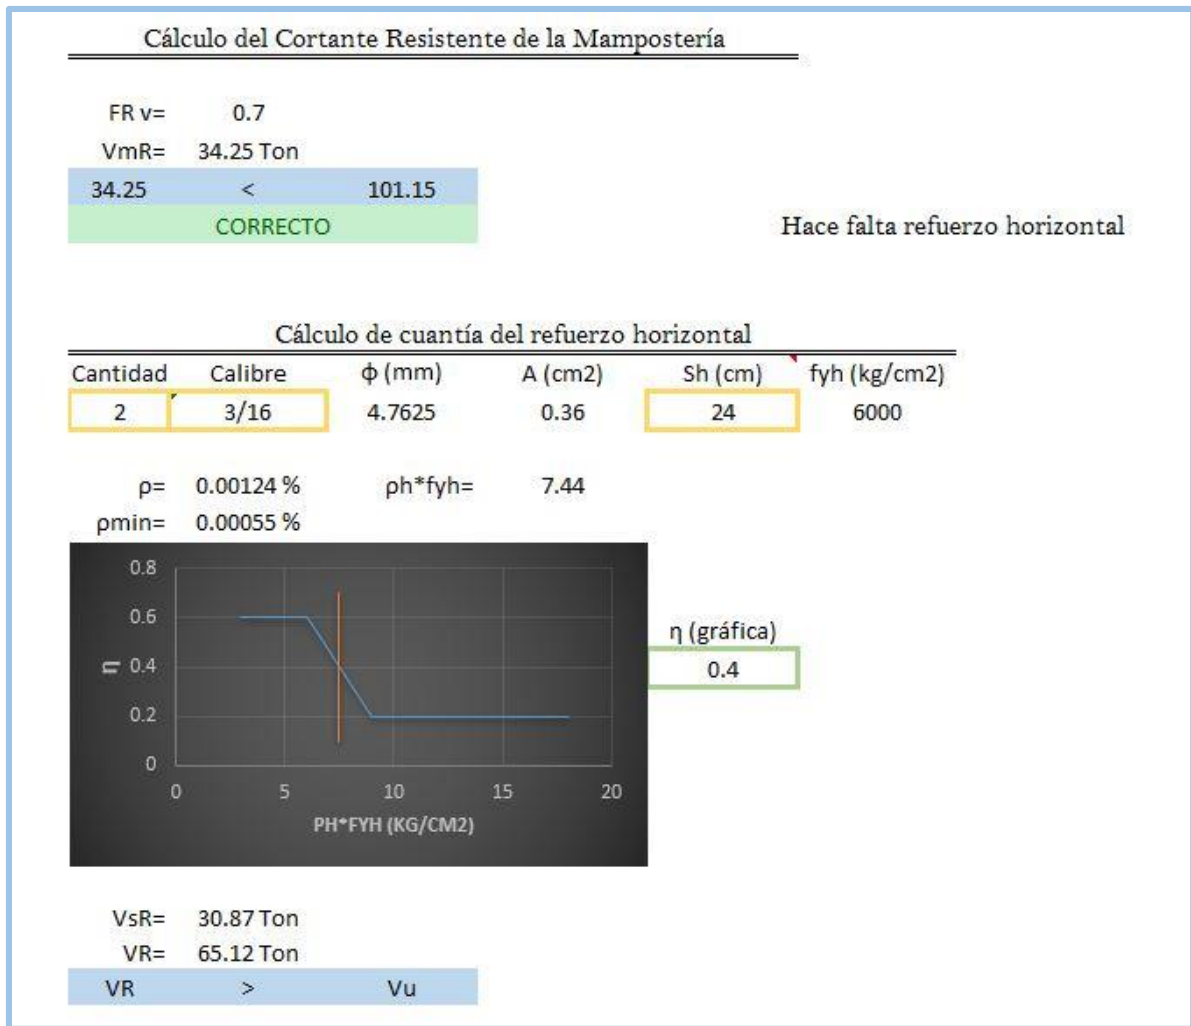 Cálculo del Cortante Resistente de la Mampostería
FR v= 0.7
VmR= 34.25 Ton
34.25 < 101.15
CORRECTO Hace falta refuerzo horizontal
Cálculo de cuantía del refuerzo horizontal
Cantidad Calibre ϕ (mm) A (cm2) Sh (cm) fyh (kg/cm2)
2 3/16 4.7625 0.36 24 6000
ρ= 0.00124 % ρh*fyh= 7.44
ρmin= 0.00055 %
0.8
0.6
η (gráfica)
η 0.4
0.4
0.2
0
0 5 10 15 20
PH*FYH (KG/CM2)
VsR= 30.87 Ton
VR= 65.12 Ton
VR > Vu